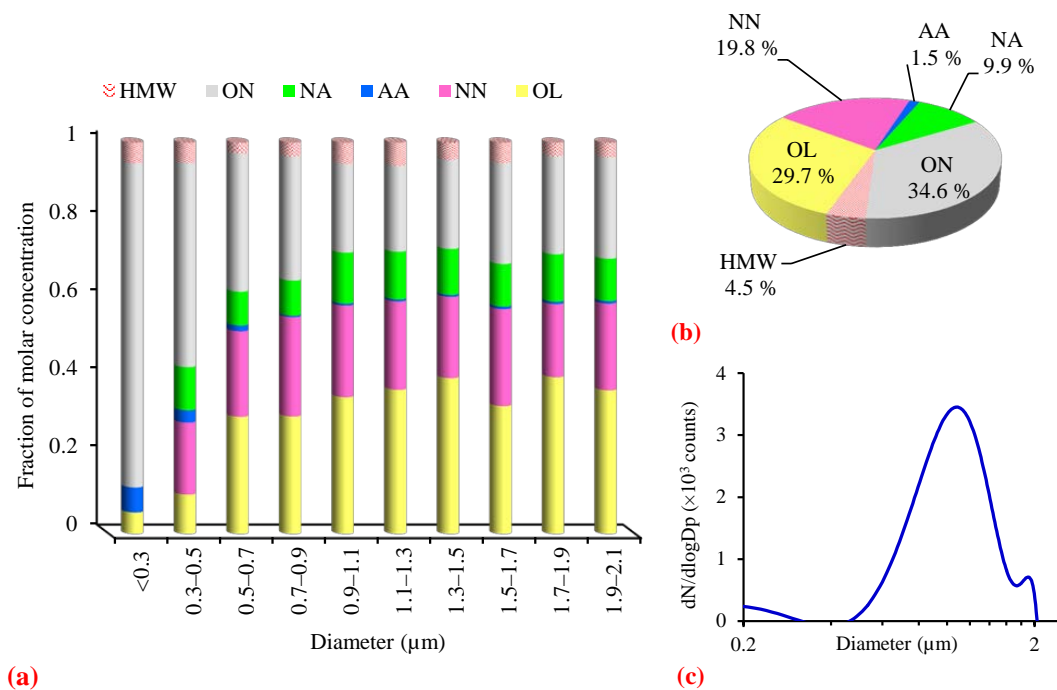 HMW ON NA AA NN OL
Fraction of molar concentration
1
0.8
0.6
0.4
0.2
0
<0.3
0.3–0.5
0.5–0.7
0.7–0.9
0.9–1.1
1.1–1.3
1.3–1.5
1.5–1.7
1.7–1.9
1.9–2.1
Diameter (µm)
(a)
NN
19.8 %
AA
1.5 %
NA
9.9 %
OL
29.7 %
ON
34.6 %
HMW
4.5 %
(b)
dN/dlogDp (×10³ counts)
4
3
2
1
0
0.2
Diameter (µm)
2
(c)